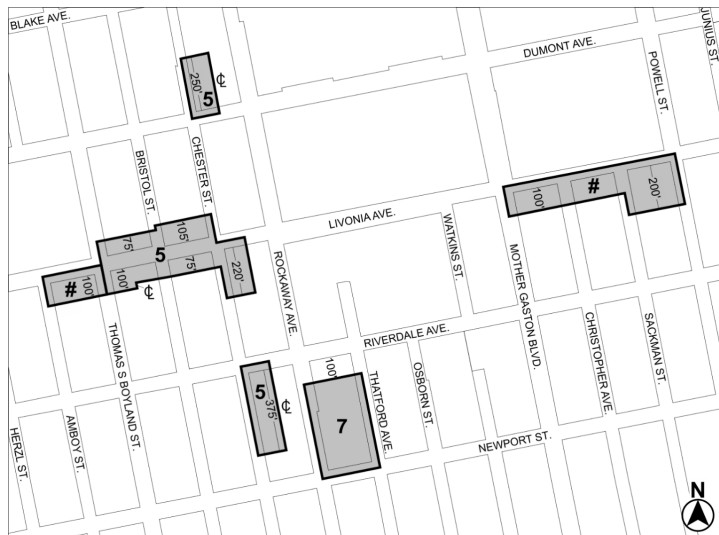 BLAKE AVE.
JUNIUS ST.
DUMONT AVE.
POWELL ST.
250'
℄
5
CHESTER ST.
BRISTOL ST.
#
200'
100'
LIVONIA AVE.
105'
75'
5
75'
220'
WATKINS ST.
MOTHER GASTON BLVD.
ROCKAWAY AVE.
#
100'
100'
℄
THOMAS S BOYLAND ST.
RIVERDALE AVE.
CHRISTOPHER AVE.
SACKMAN ST.
100'
5
375'
℄
THATFORD AVE.
OSBORN ST.
7
NEWPORT ST.
HERZL ST.
AMBOY ST.
N